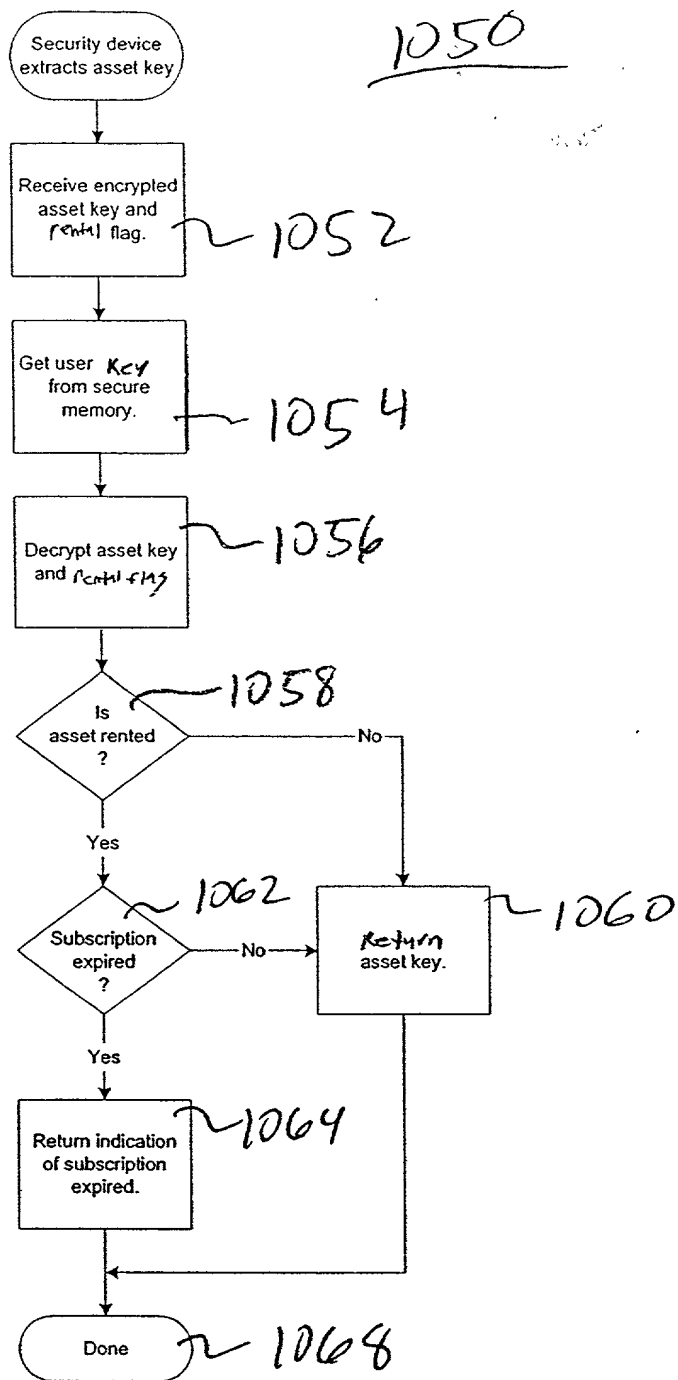 Security device
extracts asset key
1050
Receive encrypted
asset key and
rental flag.
1052
Get user Key
from secure
memory.
1054
Decrypt asset key
and rental flag
1056
1058
Is
asset rented
?
No
Yes
1062
Subscription
expired
?
No
Return
asset key.
1060
Yes
Return indication
of subscription
expired.
1064
Done
1068